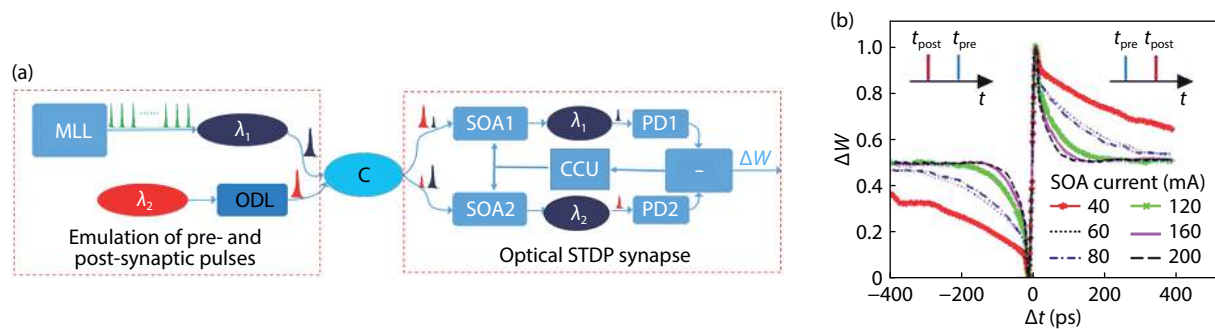 (a)
MLL
λ1
λ2
ODL
Emulation of pre- and
post-synaptic pulses
C
SOA1
λ1
PD1
CCU
–
ΔW
SOA2
λ2
PD2
Optical STDP synapse
(b)
tpost
tpre
t
tpre
tpost
t
ΔW
1.0
0.8
0.6
0.4
0.2
0
SOA current (mA)
40
120
60
160
80
200
−400
−200
0
200
400
Δt (ps)